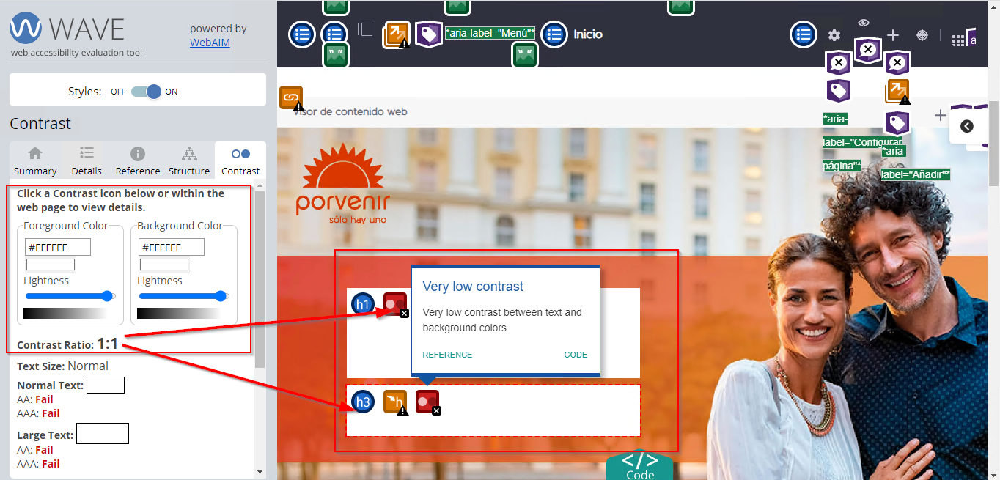 WAVE
powered by
WebAIM
web accessibility evaluation tool
Styles: OFF ON
Contrast
Summary Details Reference Structure Contrast
Click a Contrast icon below or within the
web page to view details.
Foreground Color Background Color
#FFFFFF #FFFFFF
Lightness Lightness
Contrast Ratio: 1:1
Text Size: Normal
Normal Text:
AA: Fail
AAA: Fail
Large Text:
AA: Fail
AAA: Fail
*aria-label="Menú"*
Inicio
a
*aria-
label="Configurar
página"*
*aria-
label="Añadir"*
Visor de contenido web
porvenir
sólo hay uno
h1
Very low contrast
Very low contrast between text and
background colors.
REFERENCE CODE
h3 h
</>
Code